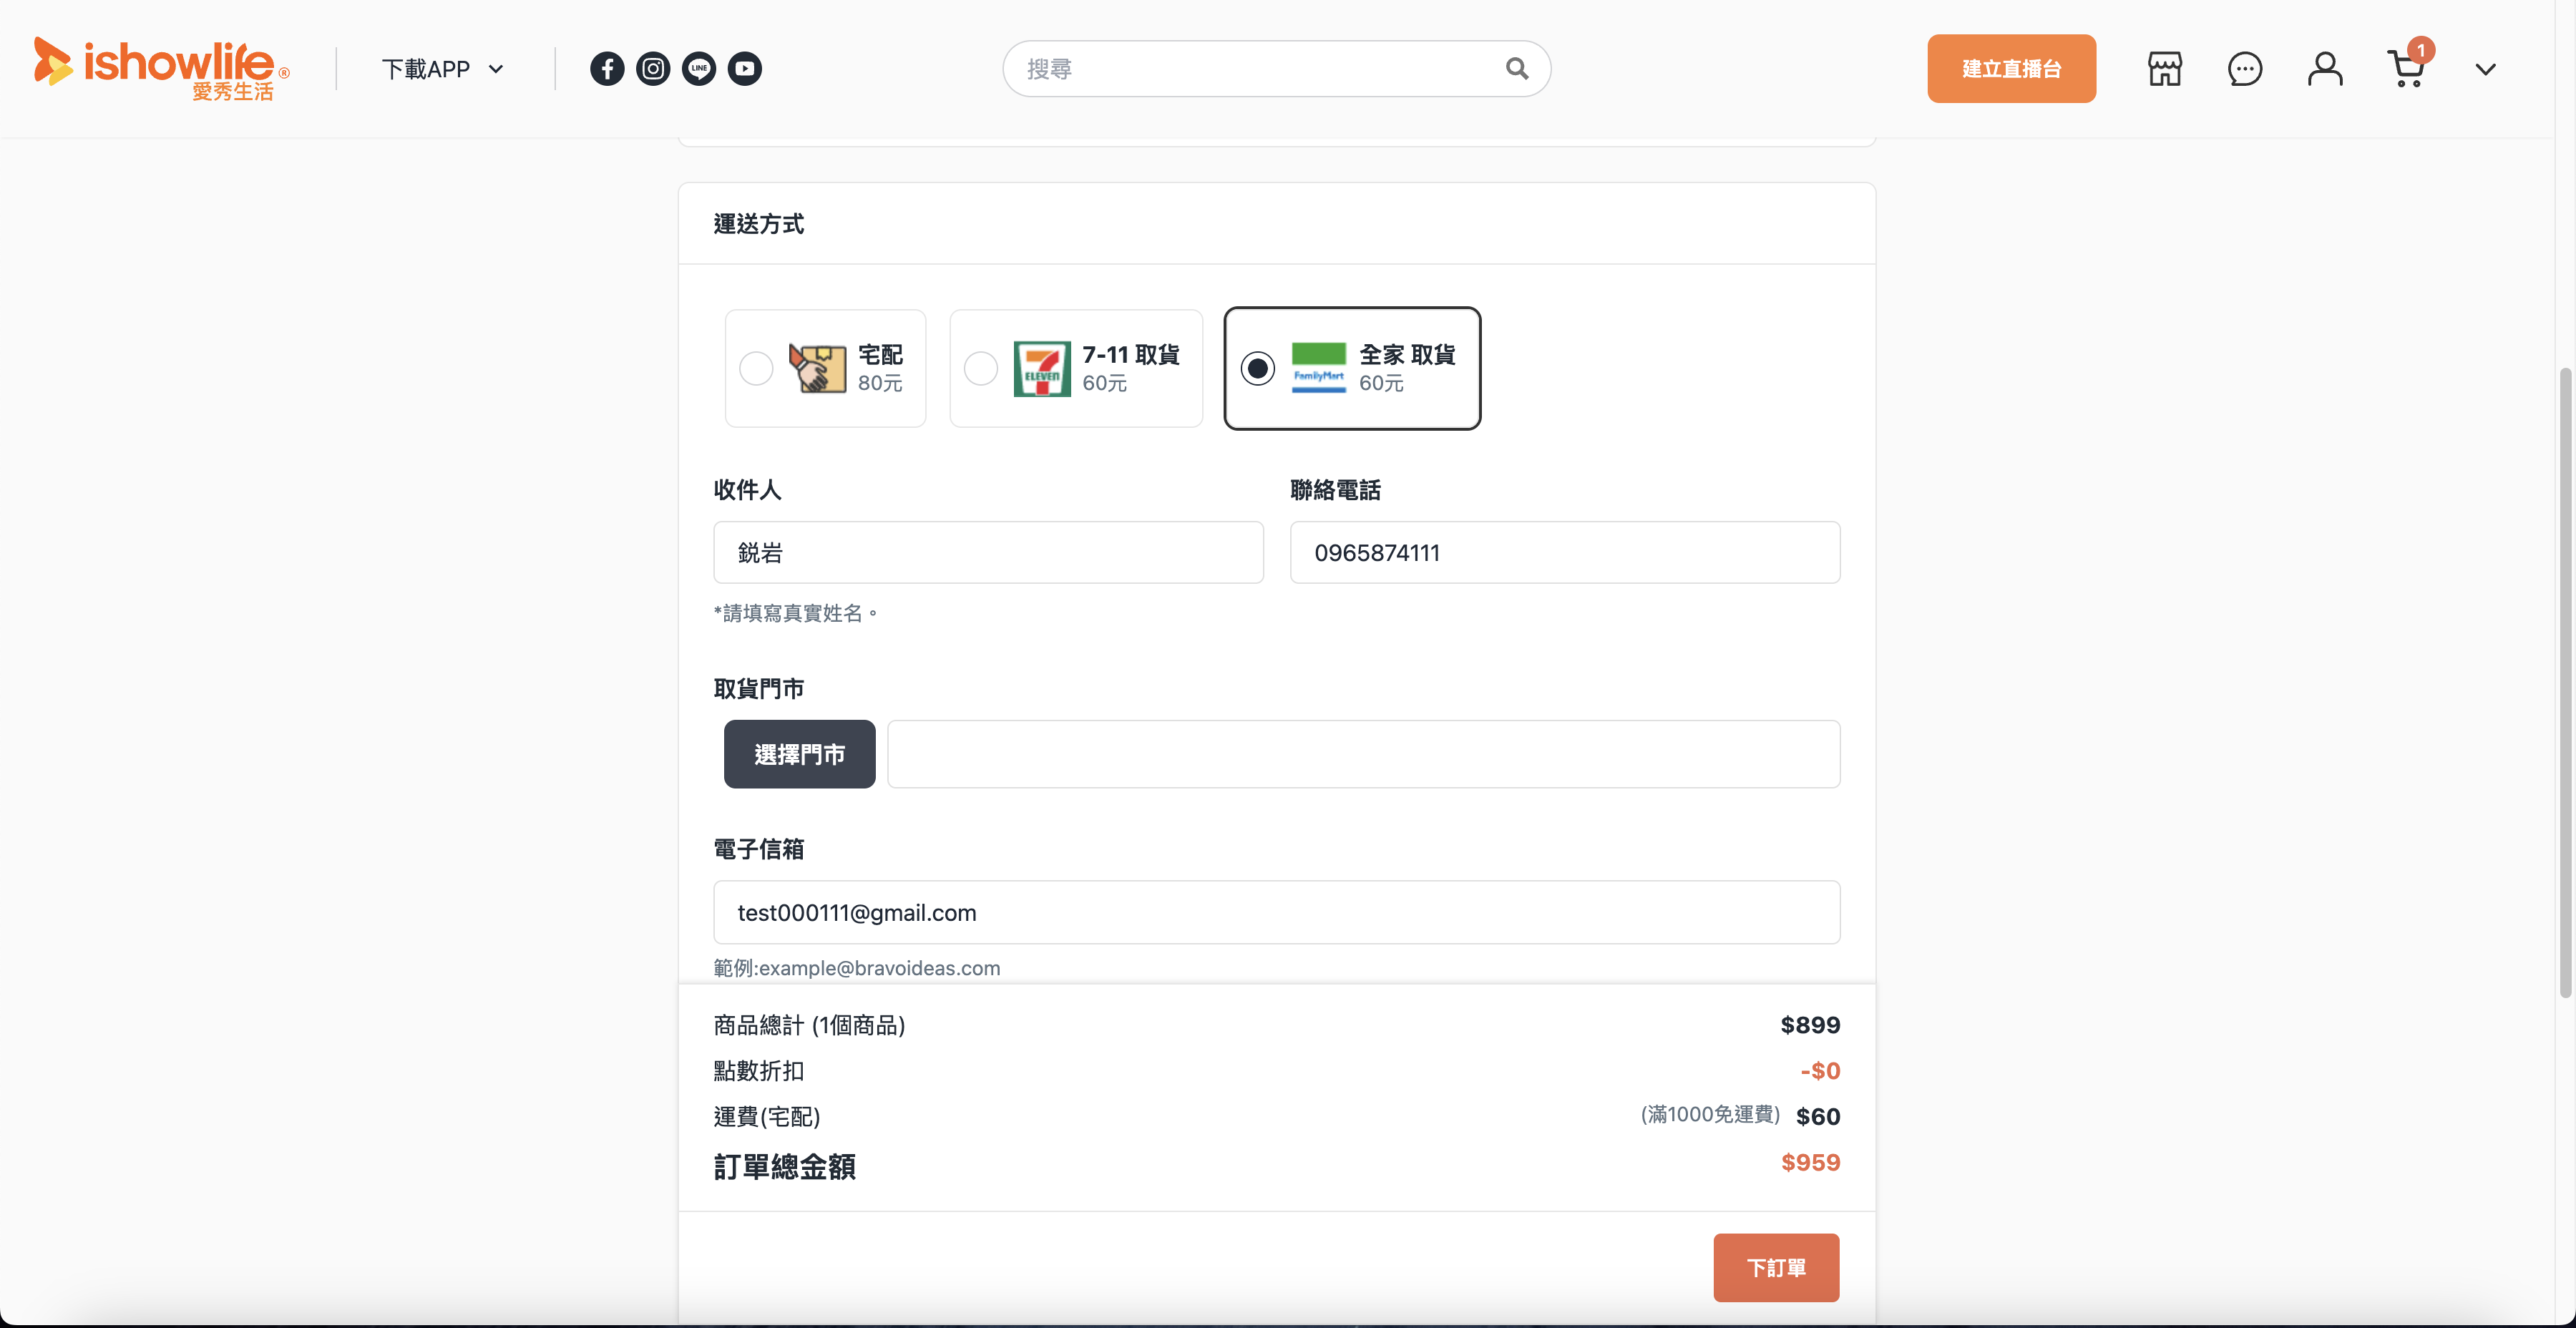 ishowlife®
愛秀生活
下載APP
LINE
搜尋
建立直播台
1
運送方式
宅配
80元
7 ELEVEN
7-11 取貨
60元
FamilyMart
全家 取貨
60元
收件人
聯絡電話
鋭岩
0965874111
*請填寫真實姓名。
取貨門市
選擇門市
電子信箱
test000111@gmail.com
範例:example@bravoideas.com
商品總計 (1個商品)
$899
點數折扣
-$0
運費(宅配)
(滿1000免運費) $60
訂單總金額
$959
下訂單